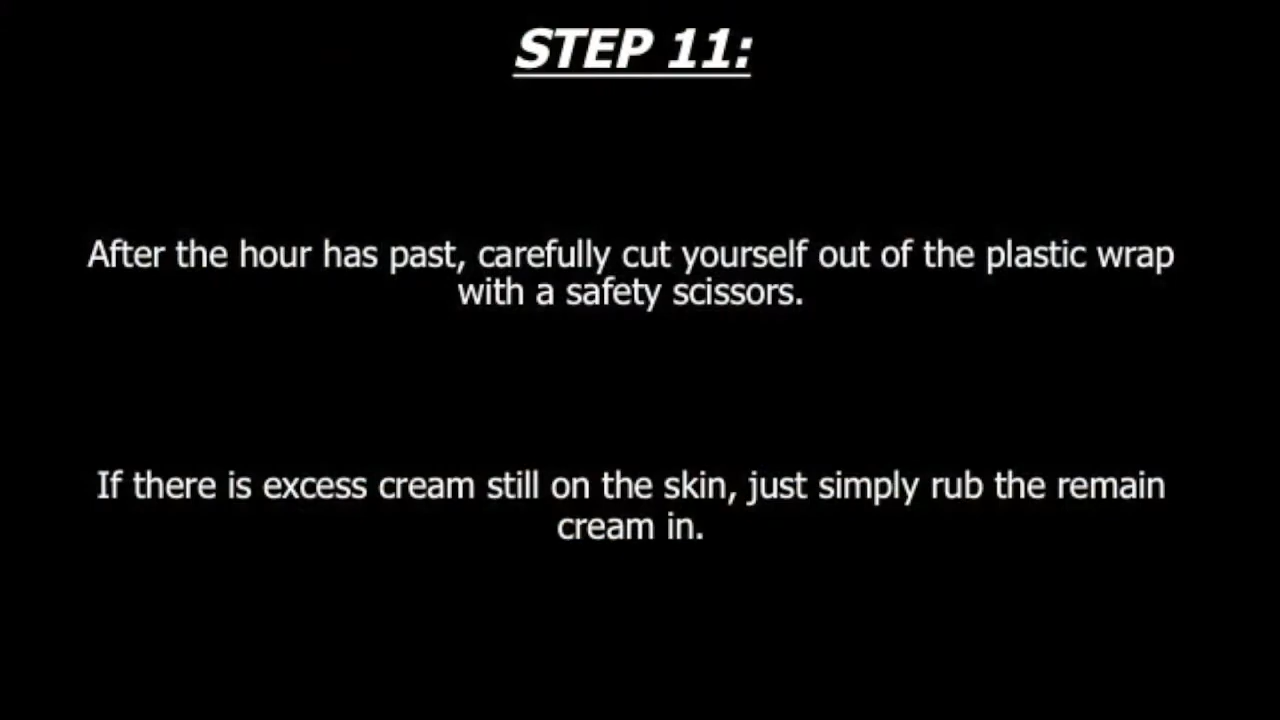 STEP 11:
After the hour has past, carefully cut yourself out of the plastic wrap
with a safety scissors.
If there is excess cream still on the skin, just simply rub the remain
cream in.